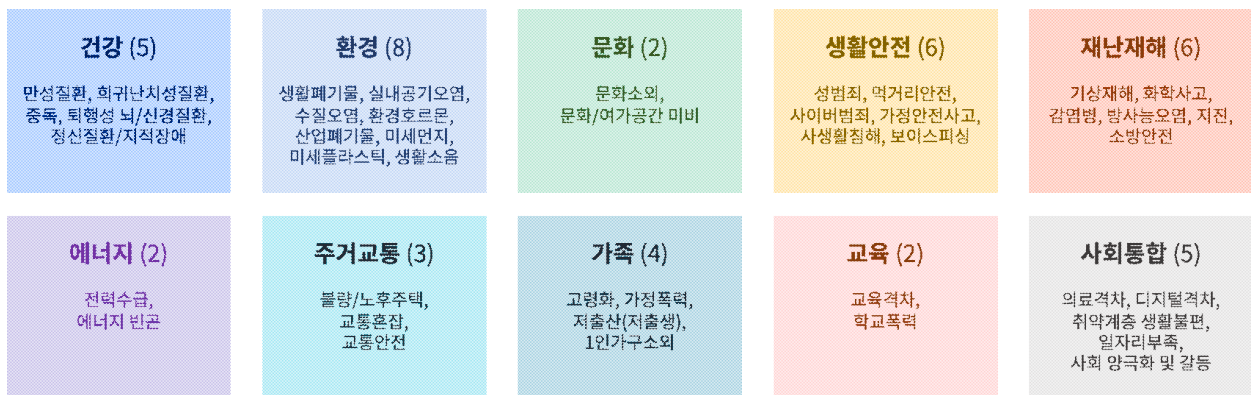 건강 (5)
만성질환, 희귀난치성질환,
중독, 퇴행성 뇌/신경질환,
정신질환/지적장애
환경 (8)
생활폐기물, 실내공기오염,
수질오염, 환경호르몬,
산업폐기물, 미세먼지,
미세플라스틱, 생활소음
문화 (2)
문화소외,
문화/여가공간 미비
생활안전 (6)
성범죄, 먹거리안전,
사이버범죄, 가정안전사고,
사생활침해, 보이스피싱
재난재해 (6)
기상재해, 화학사고,
감염병, 방사능오염, 지진,
소방안전
에너지 (2)
전력수급,
에너지 빈곤
주거교통 (3)
불량/노후주택,
교통혼잡,
교통안전
가족 (4)
고령화, 가정폭력,
저출산(저출생),
1인가구소외
교육 (2)
교육격차,
학교폭력
사회통합 (5)
의료격차, 디지털격차,
취약계층 생활불편,
일자리부족,
사회 양극화 및 갈등